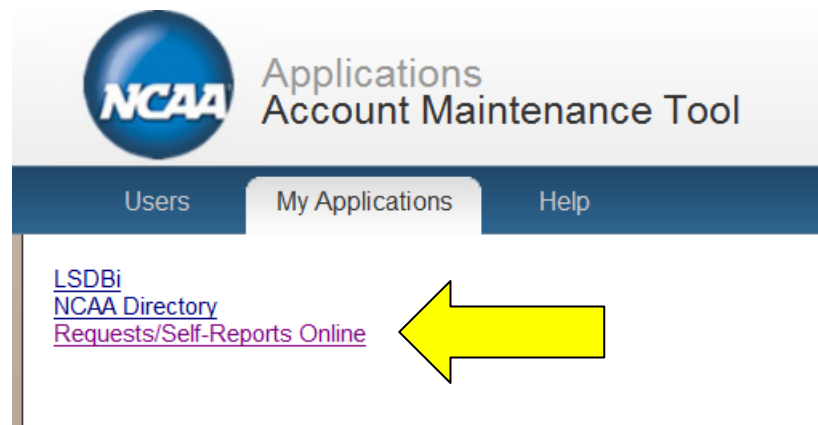 NCAA
Applications
Account Maintenance Tool
Users My Applications Help
LSDBi
NCAA Directory
Requests/Self-Reports Online